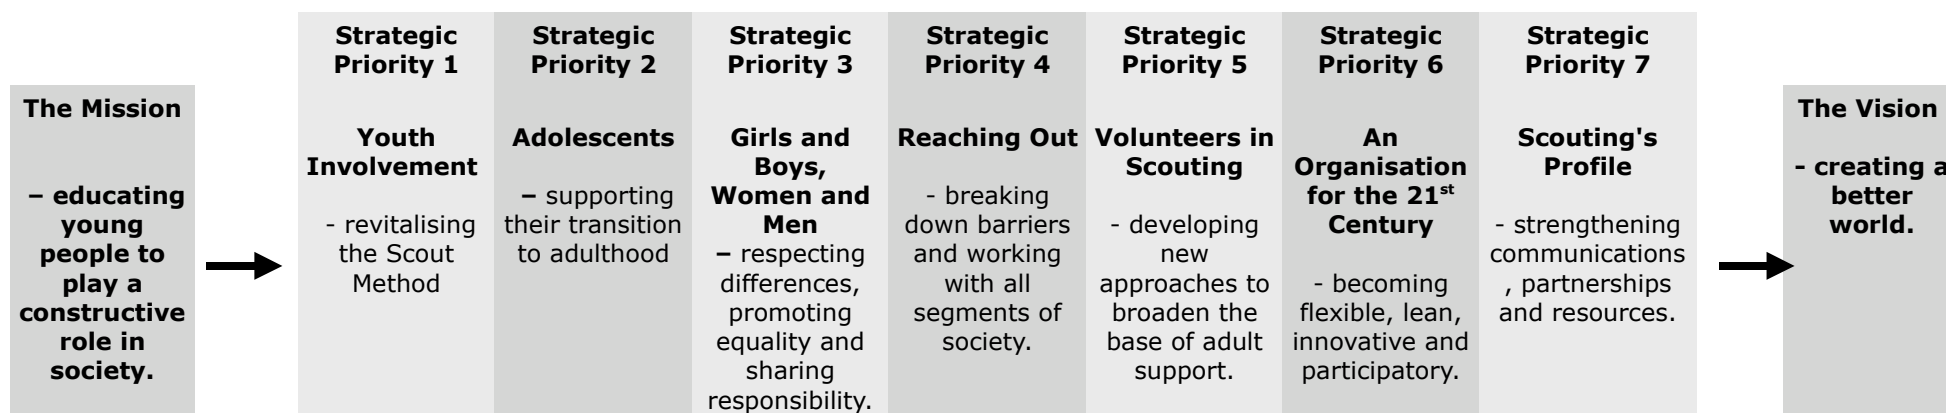 The Mission
– educating
young
people to
play a
constructive
role in
society.
Strategic
Priority 1
Youth
Involvement
- revitalising
the Scout
Method
Strategic
Priority 2
Adolescents
– supporting
their transition
to adulthood
Strategic
Priority 3
Girls and
Boys,
Women and
Men
– respecting
differences,
promoting
equality and
sharing
responsibility.
Strategic
Priority 4
Reaching Out
- breaking
down barriers
and working
with all
segments of
society.
Strategic
Priority 5
Volunteers in
Scouting
- developing
new
approaches to
broaden the
base of adult
support.
Strategic
Priority 6
An
Organisation
for the 21st
Century
- becoming
flexible, lean,
innovative and
participatory.
Strategic
Priority 7
Scouting's
Profile
- strengthening
communications
, partnerships
and resources.
The Vision
- creating a
better
world.